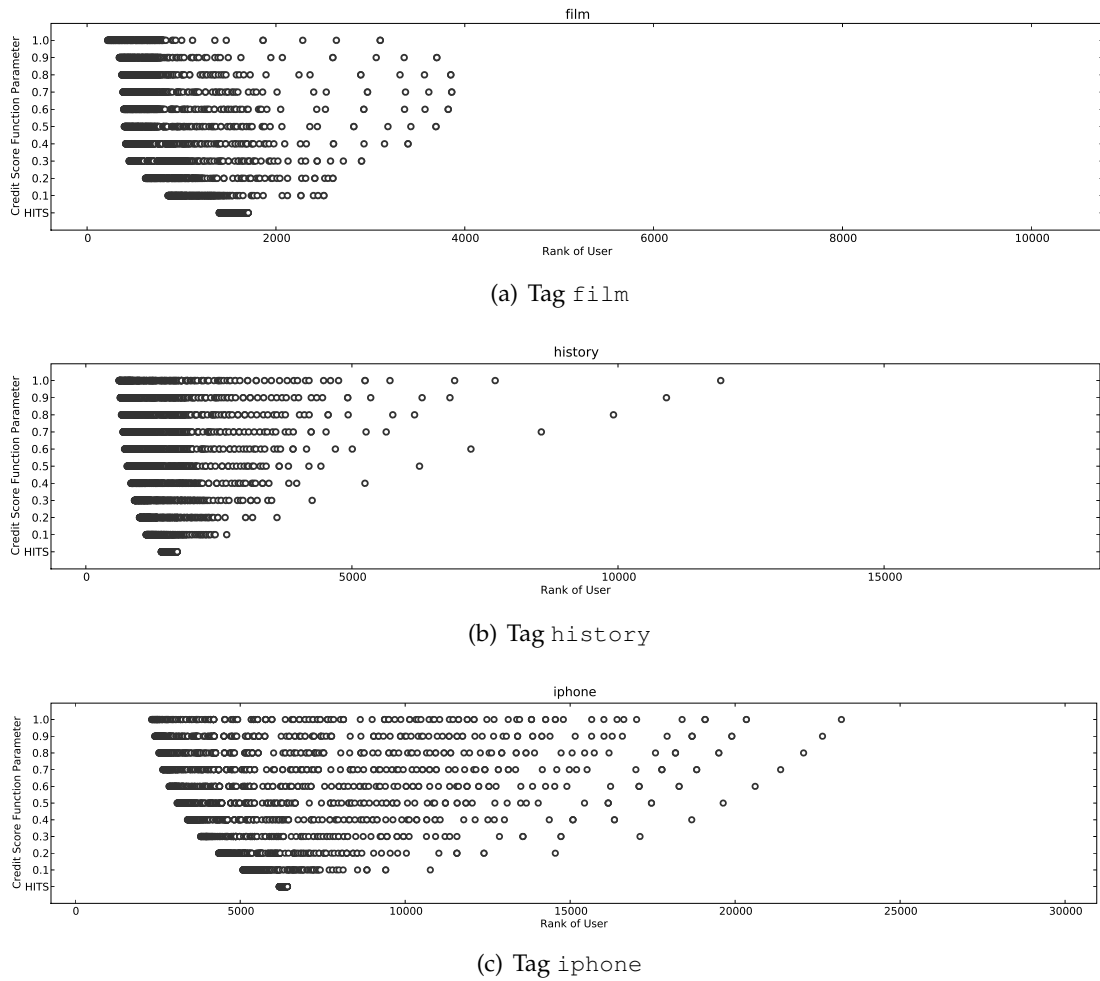 film
Credit Score Function Parameter
1.0
0.9
0.8
0.7
0.6
0.5
0.4
0.3
0.2
0.1
HITS
0 2000 4000 6000 8000 10000
Rank of User
(a) Tag film
history
Credit Score Function Parameter
1.0
0.9
0.8
0.7
0.6
0.5
0.4
0.3
0.2
0.1
HITS
0 5000 10000 15000
Rank of User
(b) Tag history
iphone
Credit Score Function Parameter
1.0
0.9
0.8
0.7
0.6
0.5
0.4
0.3
0.2
0.1
HITS
0 5000 10000 15000 20000 25000 30000
Rank of User
(c) Tag iphone